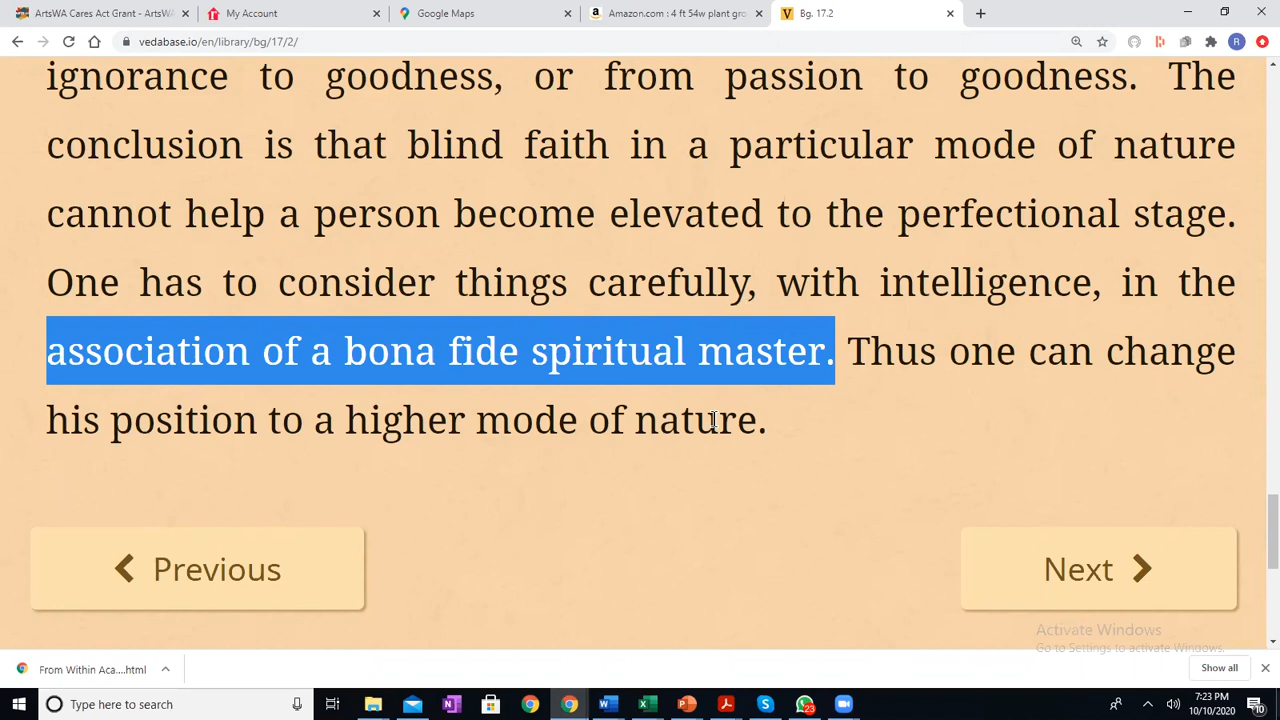 ArtsWA Cares Act Grant - ArtsWA
My Account
Google Maps
Amazon.com : 4 ft 54w plant gro
Bg. 17.2
vedabase.io/en/library/bg/17/2/
R
ignorance to goodness, or from passion to goodness. The
conclusion is that blind faith in a particular mode of nature
cannot help a person become elevated to the perfectional stage.
One has to consider things carefully, with intelligence, in the
association of a bona fide spiritual master. Thus one can change
his position to a higher mode of nature.
Previous
Next
Activate Windows
Go to Settings to activate Windows.
From Within Aca....html
Show all
Type here to search
23
7:23 PM
10/10/2020
10